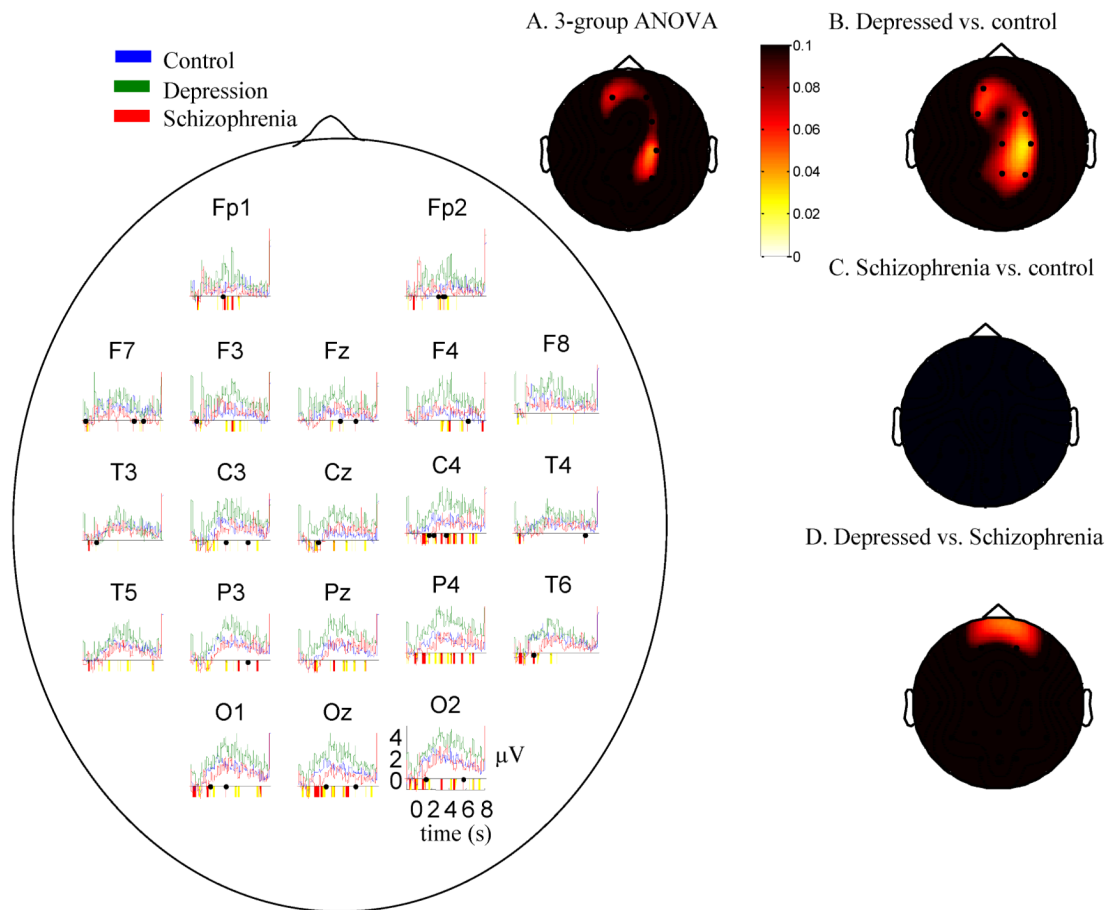 A. 3-group ANOVA
B. Depressed vs. control
Control
Depression
Schizophrenia
0.1
0.08
0.06
0.04
0.02
0
C. Schizophrenia vs. control
D. Depressed vs. Schizophrenia
Fp1 Fp2
F7 F3 Fz F4 F8
T3 C3 Cz C4 T4
T5 P3 Pz P4 T6
O1 Oz O2
4
2
0
µV
0 2 4 6 8
time (s)